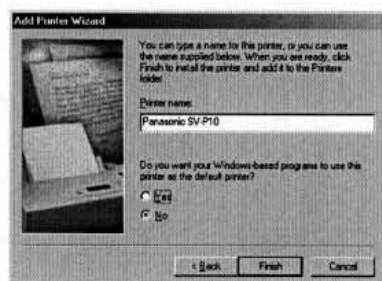 Add Printer Wizard
You can type a name for this printer, or you can use
the name supplied below. When you are ready, click
Finish to install the printer and add it to the Printers
folder.
Printer name:
Panasonic SV-P10
Do you want your Windows-based programs to use this
printer as the default printer?
Yes
No
< Back
Finish
Cancel